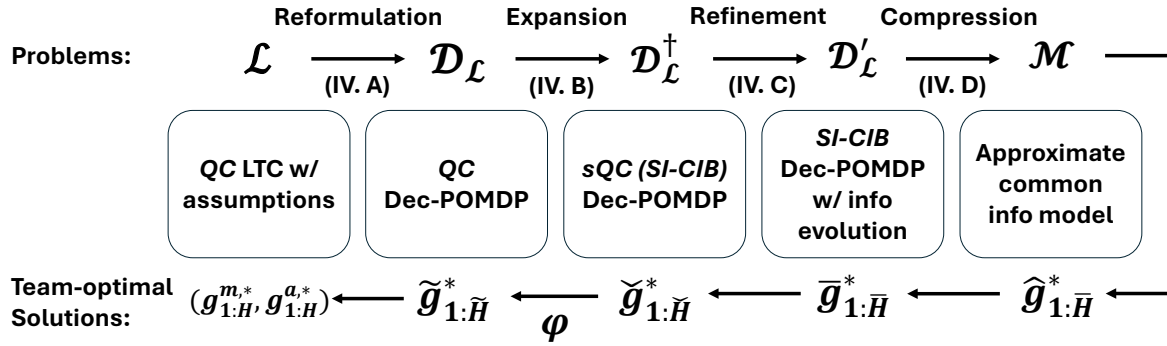 Reformulation Expansion Refinement Compression
Problems: 𝓛 𝓓_𝓛 𝓓_𝓛^† 𝓓′_𝓛 𝓜
(IV. A) (IV. B) (IV. C) (IV. D)
QC LTC w/
assumptions
QC
Dec-POMDP
sQC (SI-CIB)
Dec-POMDP
SI-CIB
Dec-POMDP
w/ info
evolution
Approximate
common
info model
Team-optimal
Solutions:
(g_{1:H}^{m,*}, g_{1:H}^{a,*}) g̃*_{1:H̃} ğ*_{1:H̆} ḡ*_{1:H̄} ĝ*_{1:H̄}
φ